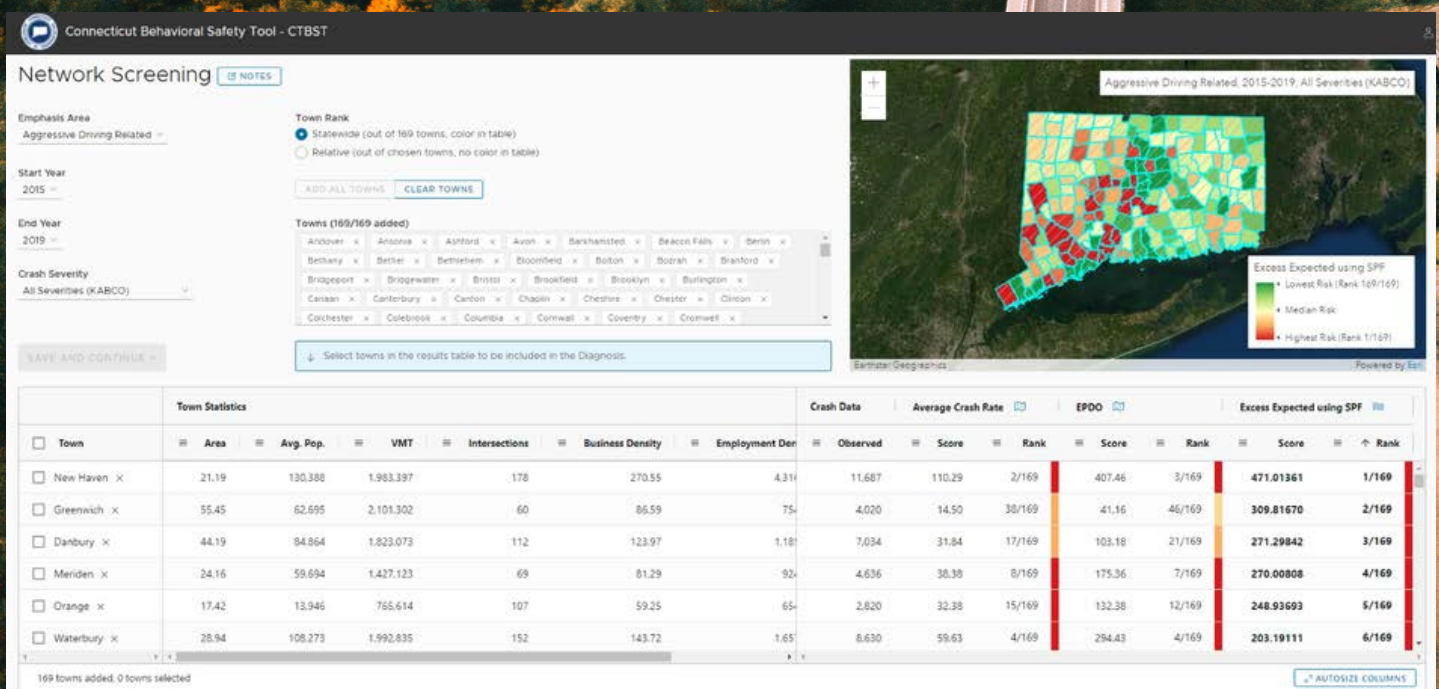 Connecticut Behavioral Safety Tool - CTBST
Network Screening
NOTES
Emphasis Area
Aggressive Driving Related
Start Year
2015
End Year
2019
Crash Severity
All Severities (KABCO)
SAVE AND CONTINUE
Town Rank
Statewide (out of 169 towns, color in table)
Relative (out of chosen towns, no color in table)
ADD ALL TOWNS CLEAR TOWNS
Towns (169/169 added)
Andover x Ansonia x Ashford x Avon x Barkhamsted x Beacon Falls x Berlin x
Bethany x Bethel x Bethlehem x Bloomfield x Bolton x Bozrah x Branford x
Bridgeport x Bridgewater x Bristol x Brookfield x Brooklyn x Burlington x
Canaan x Canterbury x Canton x Chaplin x Cheshire x Chester x Clinton x
Colchester x Colebrook x Columbia x Cornwall x Coventry x Cromwell x
↓ Select towns in the results table to be included in the Diagnosis.
+
Aggressive Driving Related, 2015-2019, All Severities (KABCO)
Excess Expected using SPF
Lowest Risk (Rank 169/169)
Median Risk
Highest Risk (Rank 1/169)
Earthstar Geographics
Powered by Esri
Town Statistics Crash Data Average Crash Rate EPDO Excess Expected using SPF
Town Area Avg. Pop. VMT Intersections Business Density Employment Den Observed Score Rank Score Rank Score ↑ Rank
New Haven x 21.19 130,388 1,983,397 178 270.55 11,687 110.29 2/169 407.46 3/169 471.01361 1/169
Greenwich x 55.45 62,695 2,101,302 60 86.59 4,020 14.50 38/169 41.16 46/169 309.81670 2/169
Danbury x 44.19 84,864 1,823,073 112 123.97 7,034 31.84 17/169 103.18 21/169 271.29842 3/169
Meriden x 24.16 59,694 1,427,123 69 81.29 4,636 38.38 8/169 175.36 7/169 270.00808 4/169
Orange x 17.42 13,946 765,614 107 59.25 2,820 32.38 15/169 132.38 12/169 248.93693 5/169
Waterbury x 28.94 108,273 1,992,835 152 143.72 8,630 59.63 4/169 294.43 4/169 203.19111 6/169
169 towns added, 0 towns selected
AUTOSIZE COLUMNS